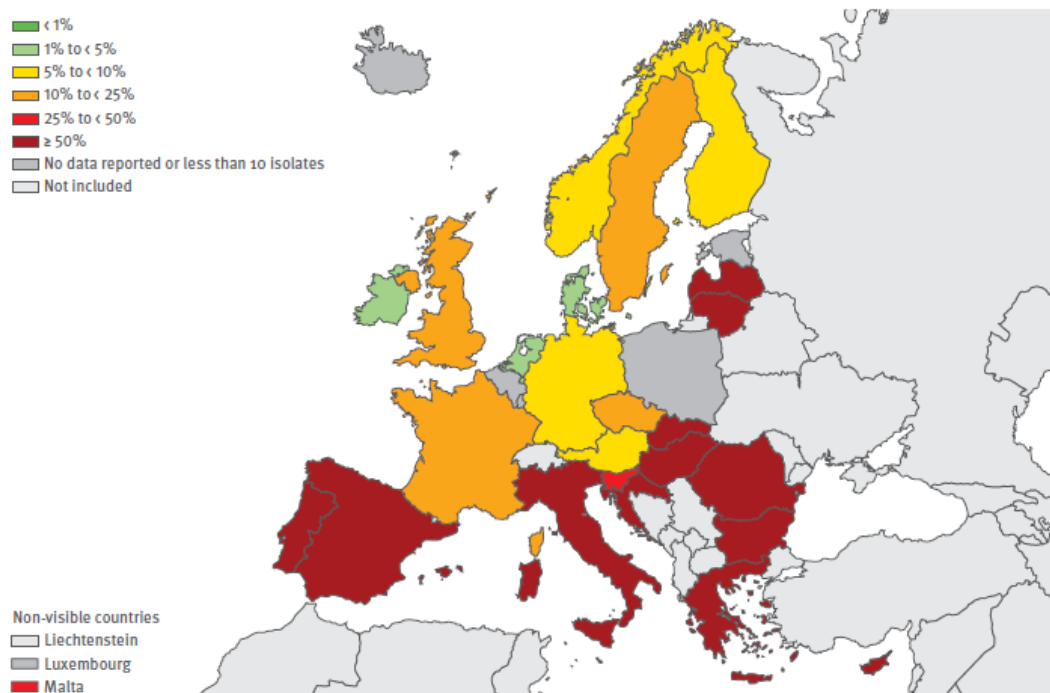 < 1%
1% to < 5%
5% to < 10%
10% to < 25%
25% to < 50%
≥ 50%
No data reported or less than 10 isolates
Not included
Non-visible countries
Liechtenstein
Luxembourg
Malta